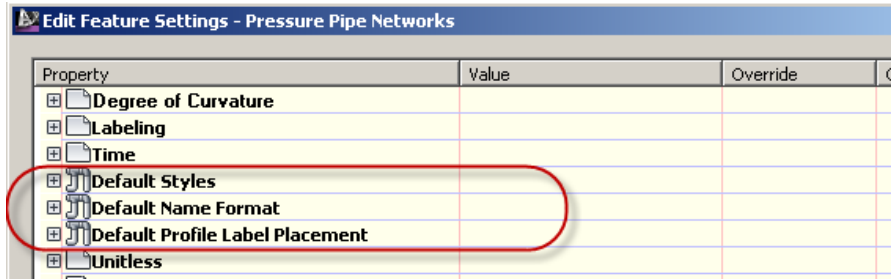 Edit Feature Settings - Pressure Pipe Networks
Property Value Override
Degree of Curvature
Labeling
Time
Default Styles
Default Name Format
Default Profile Label Placement
Unitless